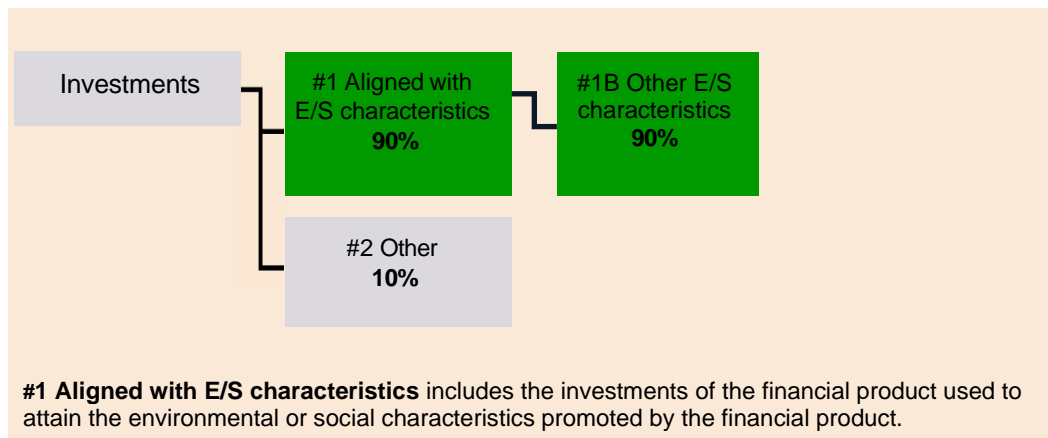 Investments
#1 Aligned with
E/S characteristics
90%
#1B Other E/S
characteristics
90%
#2 Other
10%
#1 Aligned with E/S characteristics includes the investments of the financial product used to
attain the environmental or social characteristics promoted by the financial product.